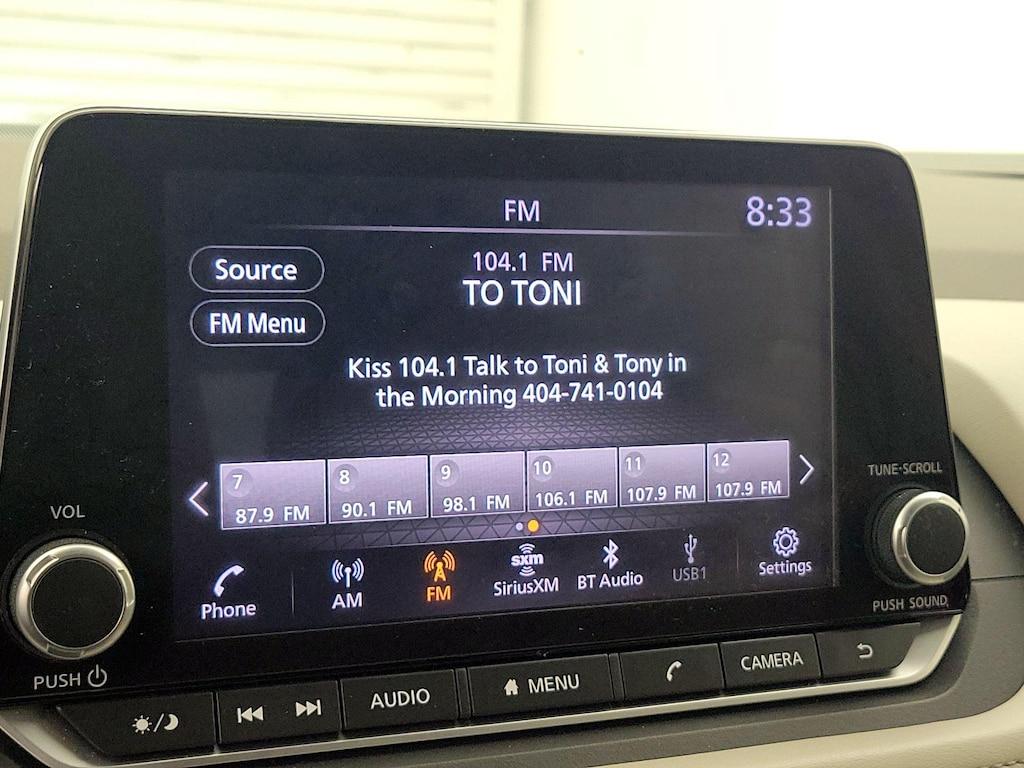 FM
8:33
Source
104.1 FM
TO TONI
FM Menu
Kiss 104.1 Talk to Toni & Tony in
the Morning 404-741-0104
7
8
9
10
11
12
87.9 FM
90.1 FM
98.1 FM
106.1 FM
107.9 FM
107.9 FM
VOL
TUNE·SCROLL
Phone
AM
FM
sxm
SiriusXM
BT Audio
USB1
Settings
PUSH
PUSH SOUND
AUDIO
MENU
CAMERA